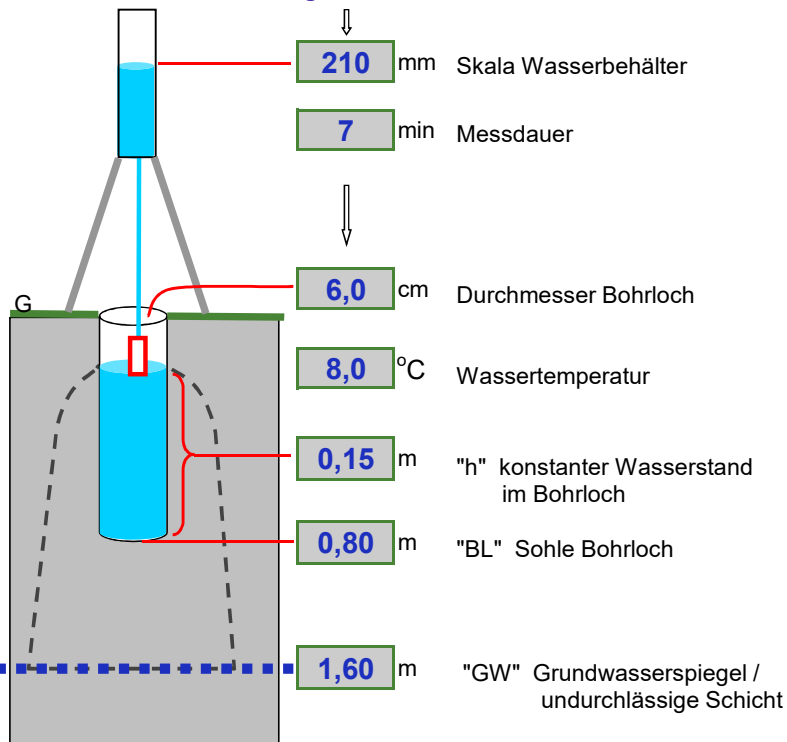 210 mm Skala Wasserbehälter
7 min Messdauer
G
6,0 cm Durchmesser Bohrloch
8,0 °C Wassertemperatur
0,15 m "h" konstanter Wasserstand
im Bohrloch
0,80 m "BL" Sohle Bohrloch
1,60 m "GW" Grundwasserspiegel /
undurchlässige Schicht